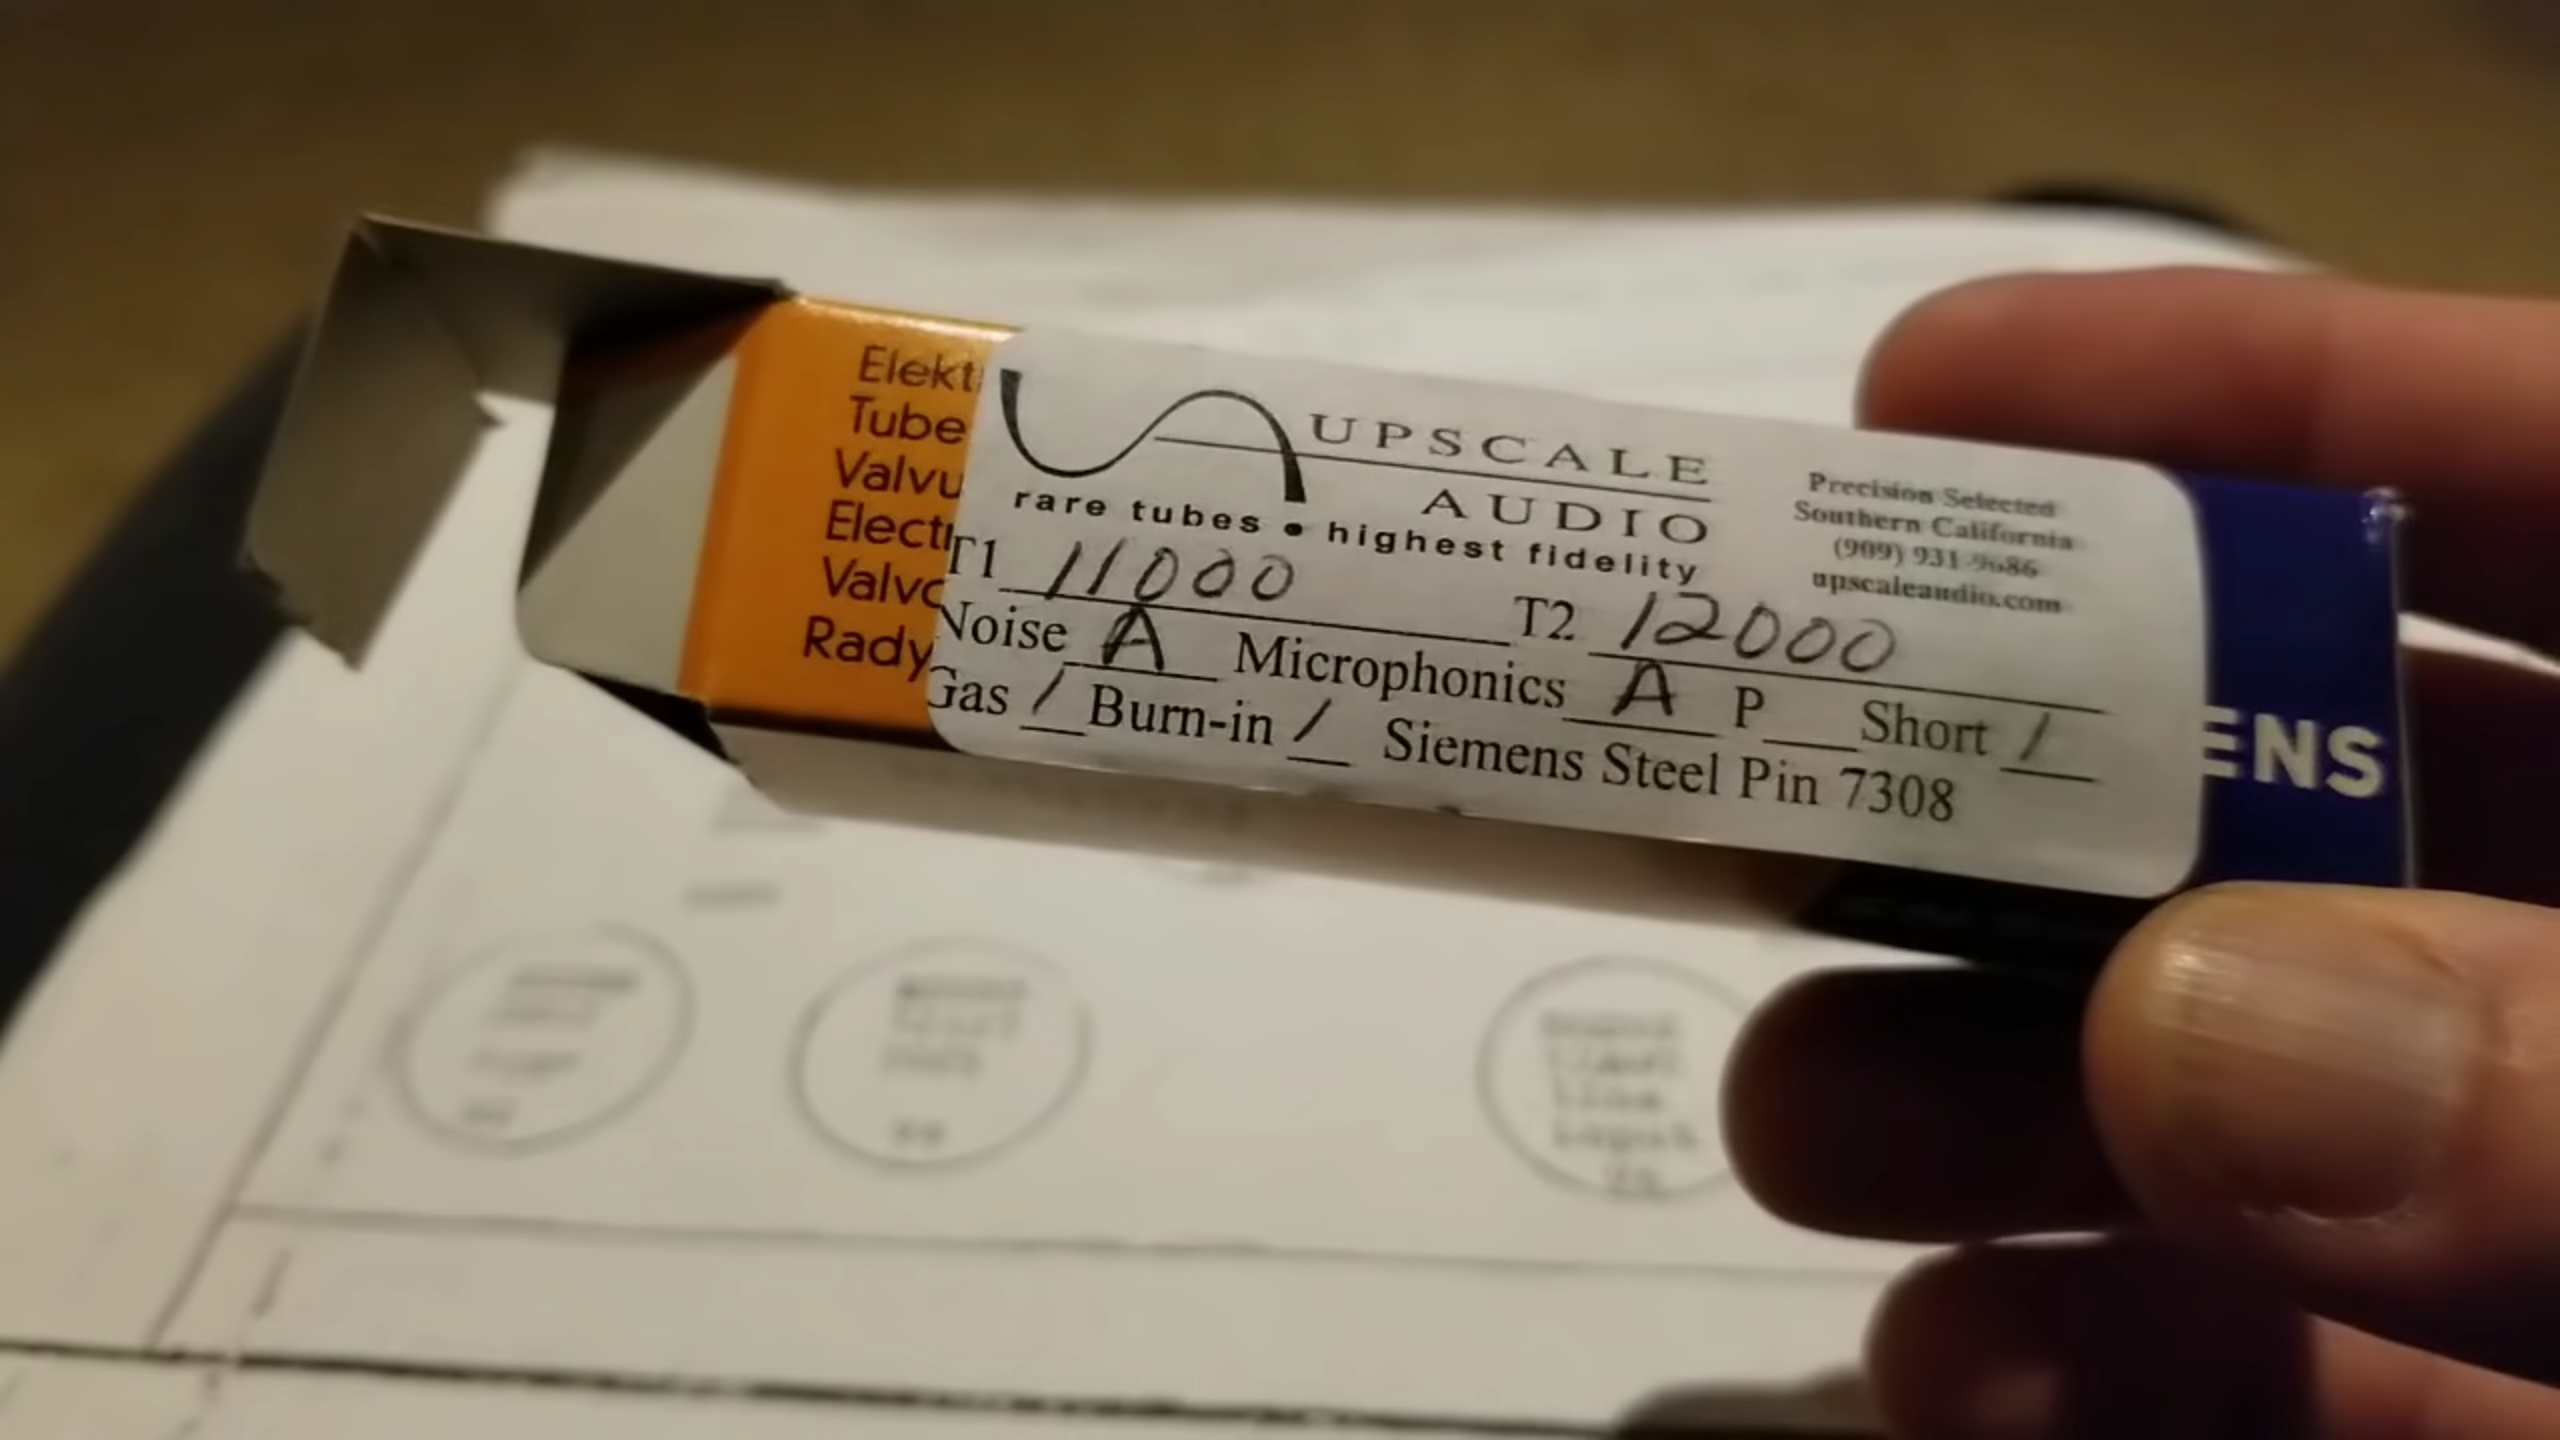 Elekt
Tube
Valvu
Electr
Valvo
Rady
UPSCALE
AUDIO
rare tubes • highest fidelity
Precision Selected
Southern California
(909) 931-9686
upscaleaudio.com
T1 11000 T2 12000
Noise A Microphonics A P Short /
Gas / Burn-in / Siemens Steel Pin 7308
ENS